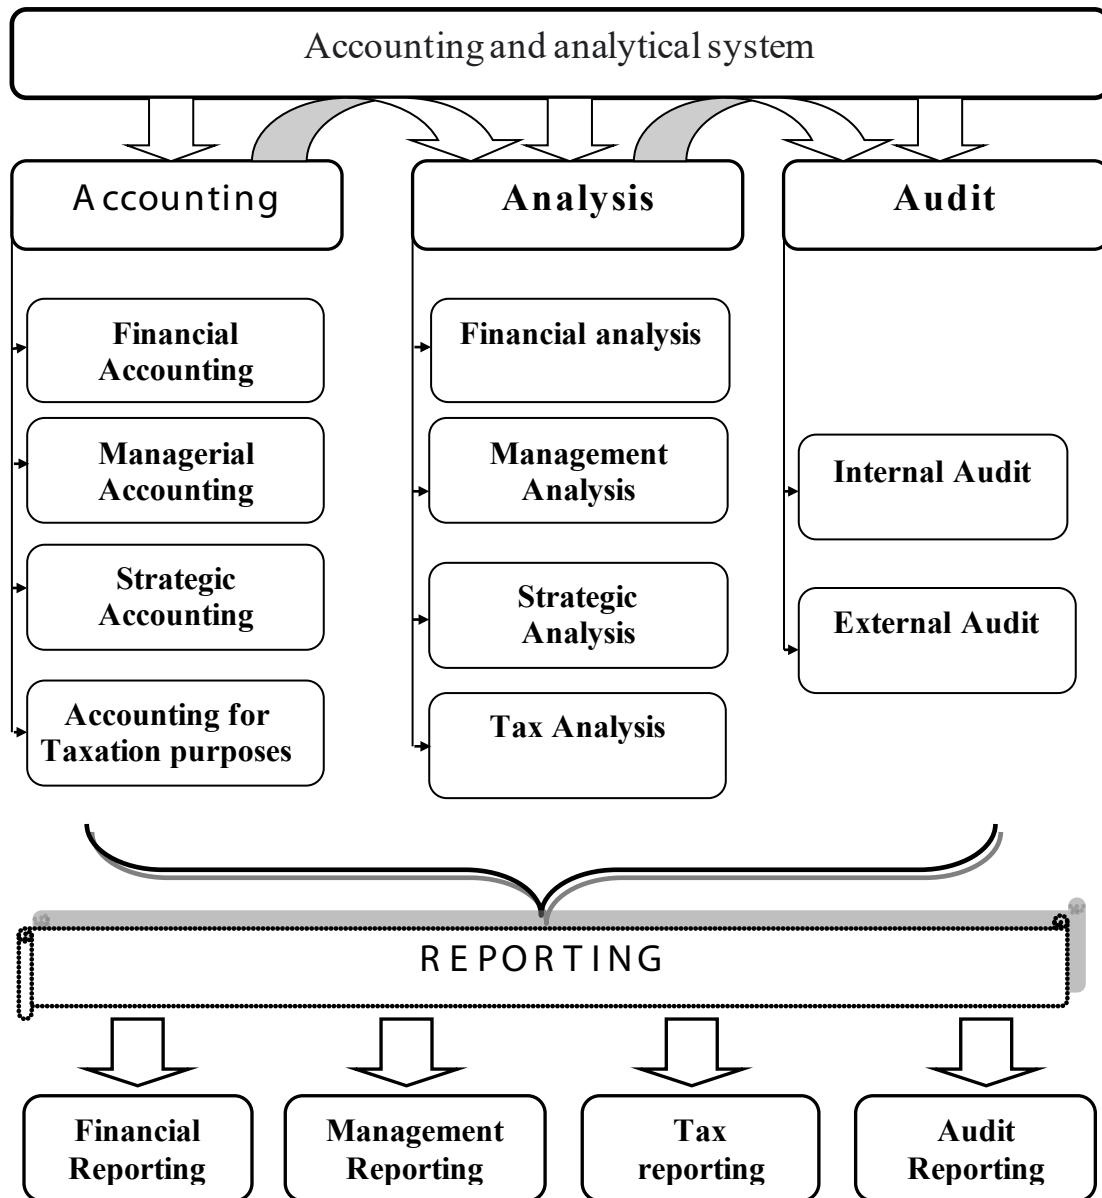 Accounting and analytical system
Accounting
Analysis
Audit
Financial
Accounting
Managerial
Accounting
Strategic
Accounting
Accounting for
Taxation purposes
Financial analysis
Management
Analysis
Strategic
Analysis
Tax Analysis
Internal Audit
External Audit
REPORTING
Financial
Reporting
Management
Reporting
Tax
reporting
Audit
Reporting